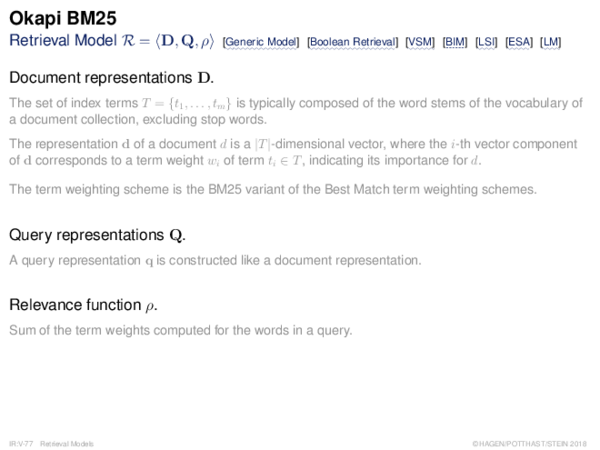 Okapi BM25
Retrieval Model R = ⟨D, Q, ρ⟩ [Generic Model] [Boolean Retrieval] [VSM] [BIM] [LSI] [ESA] [LM]
Document representations D.
The set of index terms T = {t₁, . . . , tₘ} is typically composed of the word stems of the vocabulary of
a document collection, excluding stop words.
The representation d of a document d is a |T|-dimensional vector, where the i-th vector component
of d corresponds to a term weight wᵢ of term tᵢ ∈ T, indicating its importance for d.
The term weighting scheme is the BM25 variant of the Best Match term weighting schemes.
Query representations Q.
A query representation q is constructed like a document representation.
Relevance function ρ.
Sum of the term weights computed for the words in a query.
IR:V-77 Retrieval Models ©HAGEN/POTTHAST/STEIN 2018